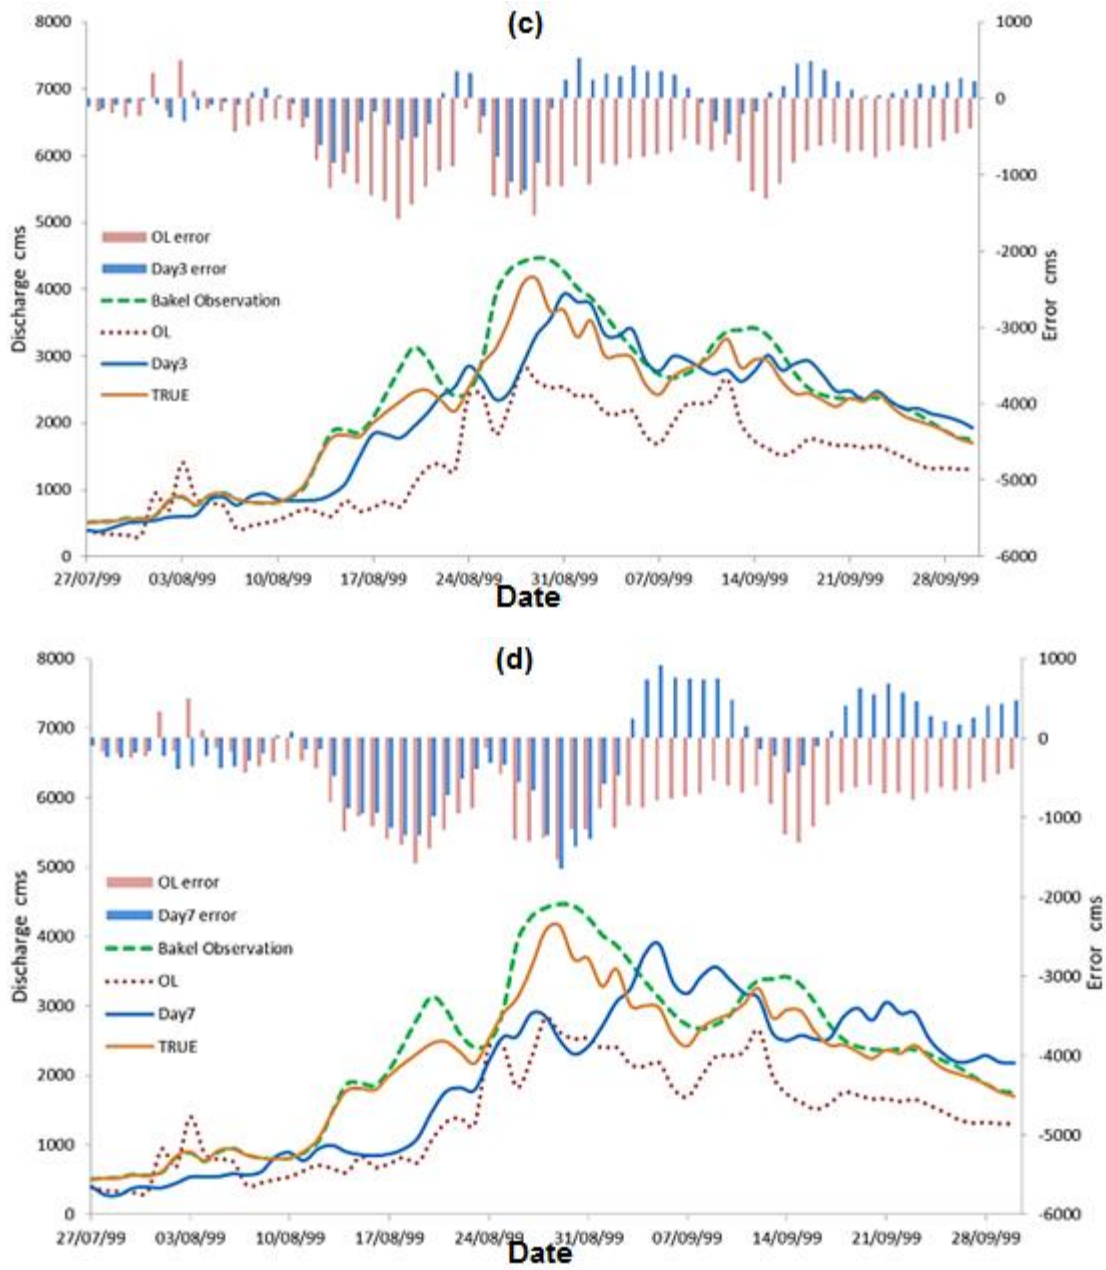 (c)
8000
7000
6000
5000
4000
3000
2000
1000
0
Discharge cms
1000
0
-1000
-2000
-3000
-4000
-5000
-6000
Error cms
OL error
Day3 error
Bakel Observation
OL
Day3
TRUE
27/07/99 03/08/99 10/08/99 17/08/99 24/08/99 31/08/99 07/09/99 14/09/99 21/09/99 28/09/99
Date
(d)
8000
7000
6000
5000
4000
3000
2000
1000
0
Discharge cms
1000
0
-1000
-2000
-3000
-4000
-5000
-6000
Error cms
OL error
Day7 error
Bakel Observation
OL
Day7
TRUE
27/07/99 03/08/99 10/08/99 17/08/99 24/08/99 31/08/99 07/09/99 14/09/99 21/09/99 28/09/99
Date